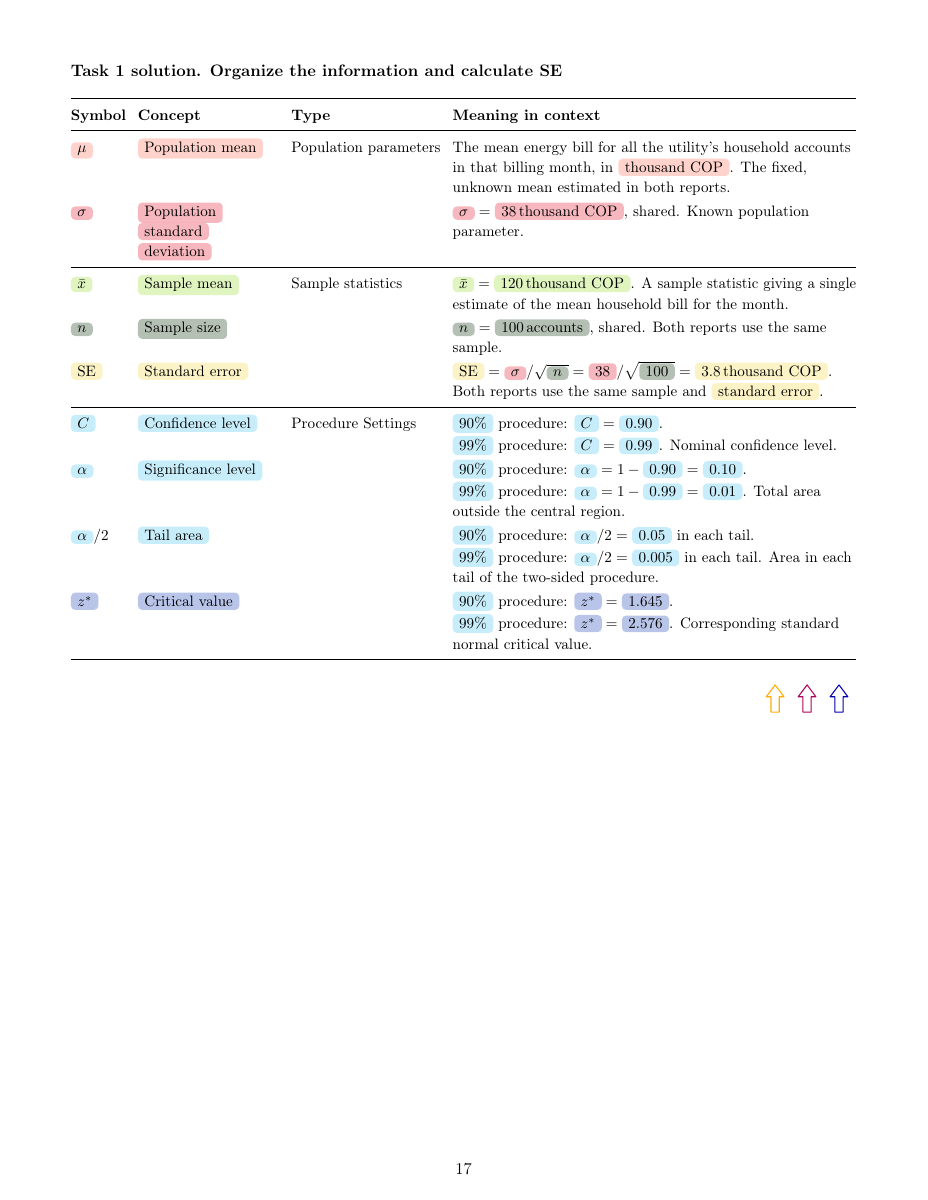 Task 1 solution. Organize the information and calculate SE
Symbol Concept Type Meaning in context
μ Population mean Population parameters The mean energy bill for all the utility's household accounts
in that billing month, in thousand COP. The fixed,
unknown mean estimated in both reports.
σ Population σ = 38 thousand COP, shared. Known population
standard parameter.
deviation
x̄ Sample mean Sample statistics x̄ = 120 thousand COP. A sample statistic giving a single
estimate of the mean household bill for the month.
n Sample size n = 100 accounts, shared. Both reports use the same
sample.
SE Standard error SE = σ/√n = 38/√100 = 3.8 thousand COP.
Both reports use the same sample and standard error.
C Confidence level Procedure Settings 90% procedure: C = 0.90.
99% procedure: C = 0.99. Nominal confidence level.
α Significance level 90% procedure: α = 1 − 0.90 = 0.10.
99% procedure: α = 1 − 0.99 = 0.01. Total area
outside the central region.
α/2 Tail area 90% procedure: α/2 = 0.05 in each tail.
99% procedure: α/2 = 0.005 in each tail. Area in each
tail of the two-sided procedure.
z* Critical value 90% procedure: z* = 1.645.
99% procedure: z* = 2.576. Corresponding standard
normal critical value.
17